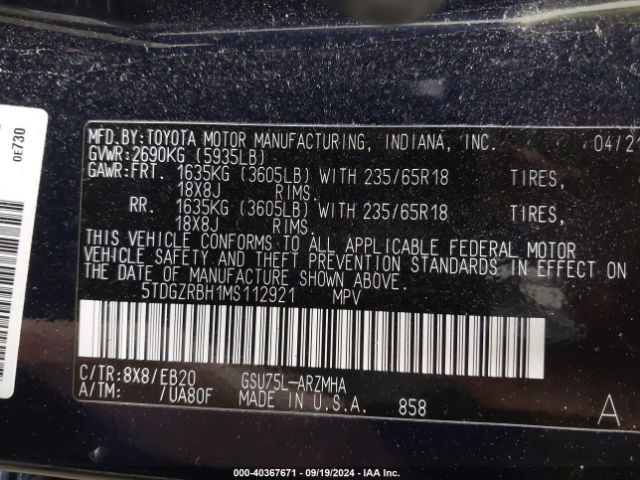 0E730
MFD.BY:TOYOTA MOTOR MANUFACTURING, INDIANA, INC. 04/21
GVWR:2690KG (5935LB)
GAWR:FRT. 1635KG (3605LB) WITH 235/65R18 TIRES,
18X8J RIMS.
RR. 1635KG (3605LB) WITH 235/65R18 TIRES,
18X8J RIMS.
THIS VEHICLE CONFORMS TO ALL APPLICABLE FEDERAL MOTOR
VEHICLE SAFETY AND THEFT PREVENTION STANDARDS IN EFFECT ON
THE DATE OF MANUFACTURE SHOWN ABOVE.
5TDGZRBH1MS112921 MPV
C/TR:8X8/EB20 GSU75L-ARZMHA
A/TM: /UA80F MADE IN U.S.A. 858 A
000-40367671 - 09/19/2024 - IAA Inc.